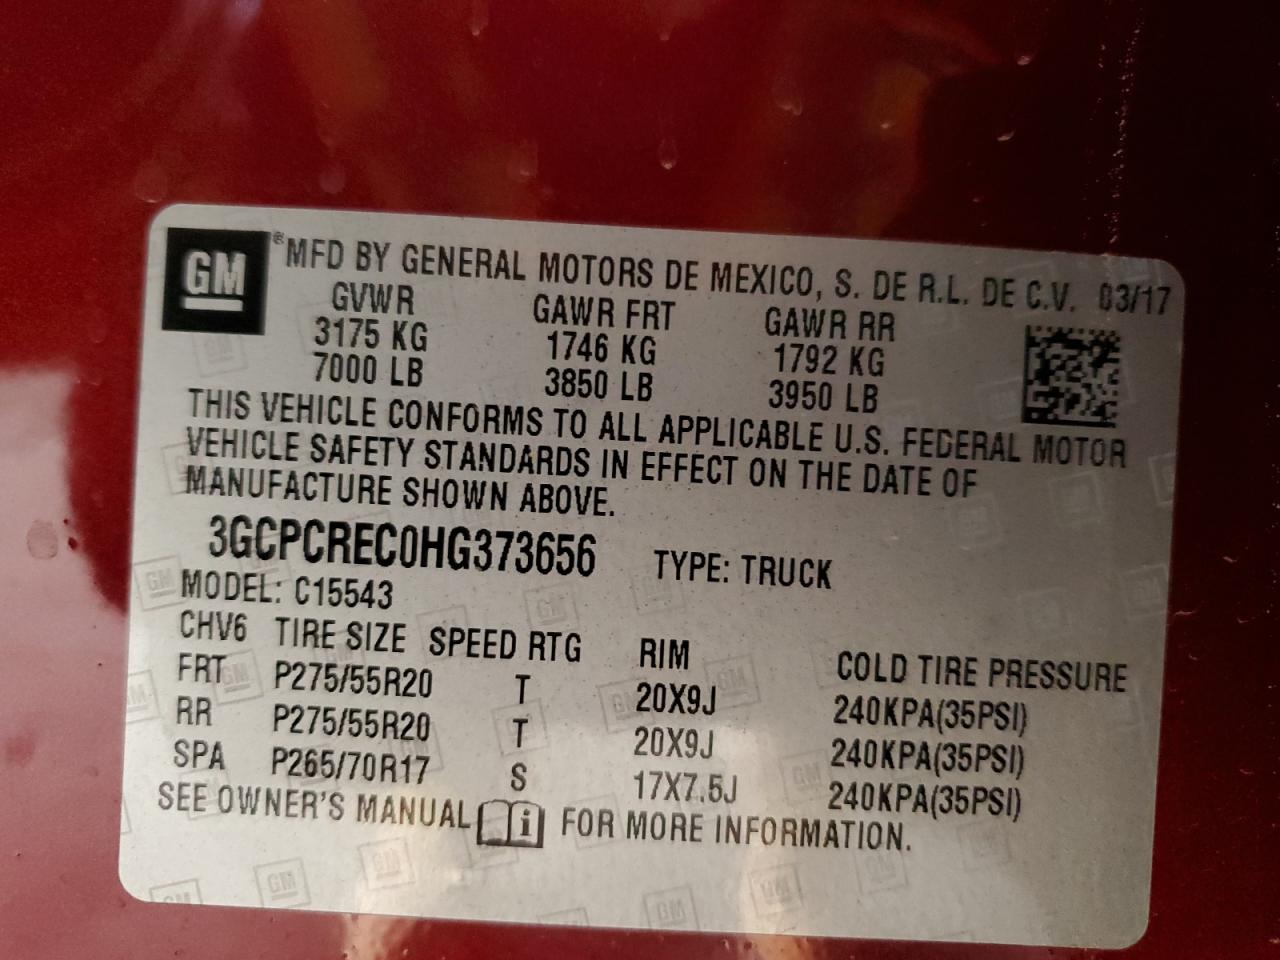 GM
® MFD BY GENERAL MOTORS DE MEXICO, S. DE R.L. DE C.V. 03/17
GVWR GAWR FRT GAWR RR
3175 KG 1746 KG 1792 KG
7000 LB 3850 LB 3950 LB
THIS VEHICLE CONFORMS TO ALL APPLICABLE U.S. FEDERAL MOTOR
VEHICLE SAFETY STANDARDS IN EFFECT ON THE DATE OF
MANUFACTURE SHOWN ABOVE.
3GCPCREC0HG373656 TYPE: TRUCK
MODEL: C15543
CHV6 TIRE SIZE SPEED RTG RIM COLD TIRE PRESSURE
FRT P275/55R20 T 20X9J 240KPA(35PSI)
RR P275/55R20 T 20X9J 240KPA(35PSI)
SPA P265/70R17 S 17X7.5J 240KPA(35PSI)
SEE OWNER'S MANUAL i FOR MORE INFORMATION.